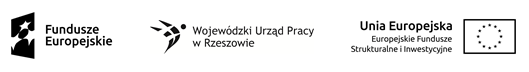 Fundusze
Europejskie
Wojewódzki Urząd Pracy
w Rzeszowie
Unia Europejska
Europejskie Fundusze
Strukturalne i Inwestycyjne